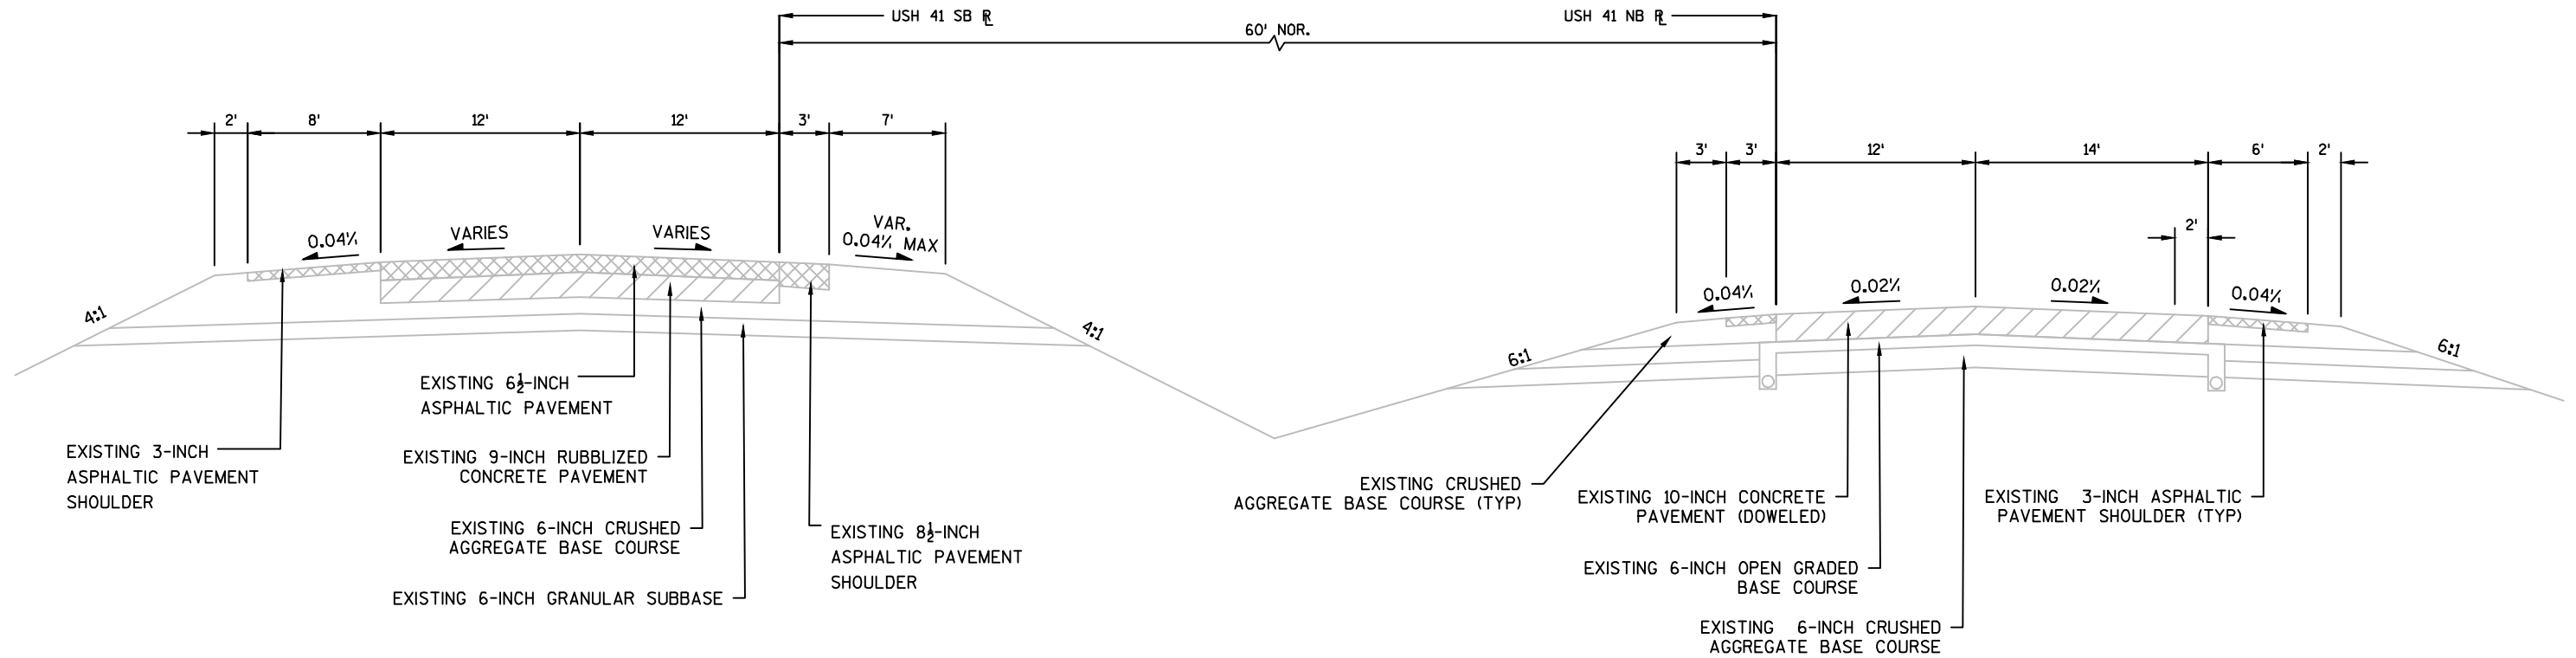 USH 41 SB R/L
USH 41 NB R/L
60' NOR.
2' 8' 12' 12' 3' 7'
3' 3' 12' 14' 6' 2'
2'
0.04'/'
VARIES
VARIES
VAR.
0.04'/' MAX
4:1
4:1
0.04'/'
0.02'/'
0.02'/'
0.04'/'
6:1
6:1
EXISTING 3-INCH
ASPHALTIC PAVEMENT
SHOULDER
EXISTING 6½-INCH
ASPHALTIC PAVEMENT
EXISTING 9-INCH RUBBLIZED
CONCRETE PAVEMENT
EXISTING 6-INCH CRUSHED
AGGREGATE BASE COURSE
EXISTING 6-INCH GRANULAR SUBBASE
EXISTING 8½-INCH
ASPHALTIC PAVEMENT
SHOULDER
EXISTING CRUSHED
AGGREGATE BASE COURSE (TYP)
EXISTING 10-INCH CONCRETE
PAVEMENT (DOWELED)
EXISTING 3-INCH ASPHALTIC
PAVEMENT SHOULDER (TYP)
EXISTING 6-INCH OPEN GRADED
BASE COURSE
EXISTING 6-INCH CRUSHED
AGGREGATE BASE COURSE